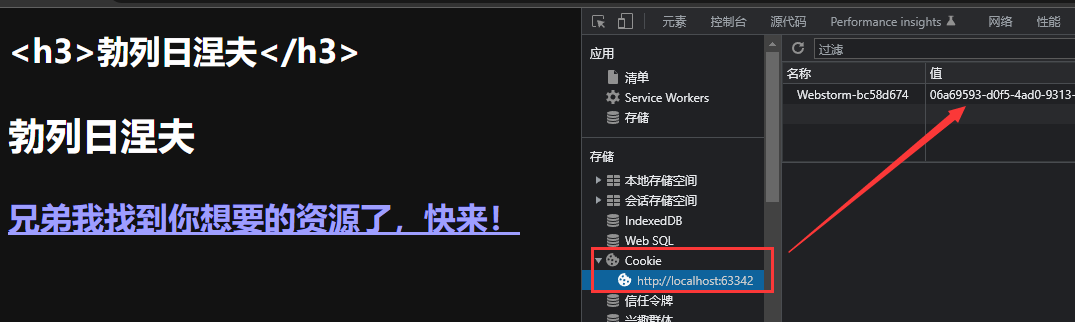 <h3>勃列日涅夫</h3>
勃列日涅夫
兄弟我找到你想要的资源了，快来！
元素 控制台 源代码 Performance insights 网络 性能
应用
清单
Service Workers
存储
存储
本地存储空间
会话存储空间
IndexedDB
Web SQL
Cookie
http://localhost:63342
信任令牌
兴趣群体
过滤
名称 值
Webstorm-bc58d674 06a69593-d0f5-4ad0-9313-